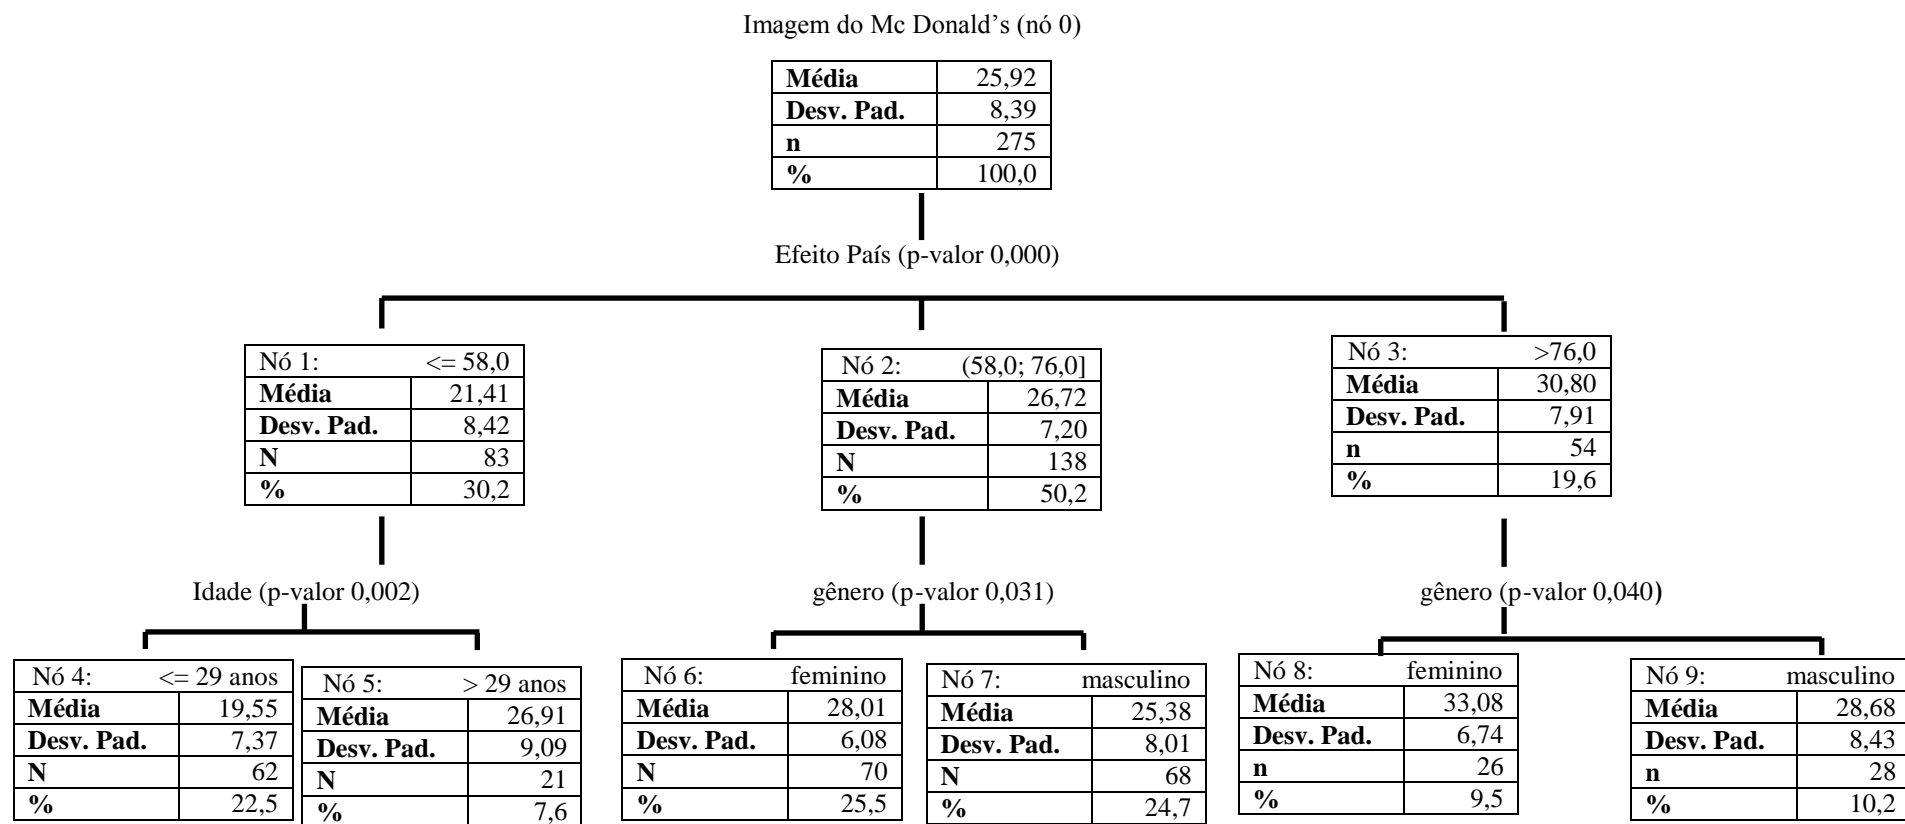 Imagem do Mc Donald’s (nó 0)
Média 25,92
Desv. Pad. 8,39
n 275
% 100,0
Efeito País (p-valor 0,000)
Nó 1: <= 58,0
Média 21,41
Desv. Pad. 8,42
N 83
% 30,2
Nó 2: (58,0; 76,0]
Média 26,72
Desv. Pad. 7,20
N 138
% 50,2
Nó 3: >76,0
Média 30,80
Desv. Pad. 7,91
n 54
% 19,6
Idade (p-valor 0,002)
gênero (p-valor 0,031)
gênero (p-valor 0,040)
Nó 4: <= 29 anos
Média 19,55
Desv. Pad. 7,37
N 62
% 22,5
Nó 5: > 29 anos
Média 26,91
Desv. Pad. 9,09
N 21
% 7,6
Nó 6: feminino
Média 28,01
Desv. Pad. 6,08
N 70
% 25,5
Nó 7: masculino
Média 25,38
Desv. Pad. 8,01
N 68
% 24,7
Nó 8: feminino
Média 33,08
Desv. Pad. 6,74
n 26
% 9,5
Nó 9: masculino
Média 28,68
Desv. Pad. 8,43
n 28
% 10,2